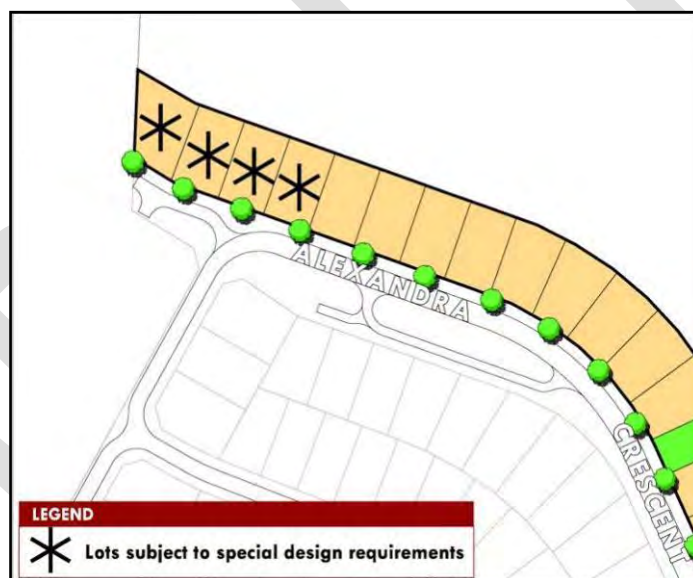 ALEXANDRA
CRESCENT
LEGEND
Lots subject to special design requirements